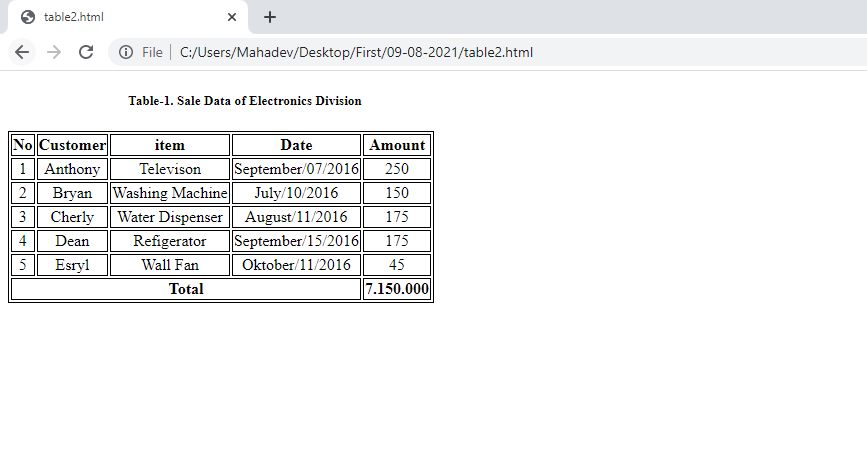 table2.html
File C:/Users/Mahadev/Desktop/First/09-08-2021/table2.html
Table-1. Sale Data of Electronics Division
No Customer item Date Amount
1 Anthony Televison September/07/2016 250
2 Bryan Washing Machine July/10/2016 150
3 Cherly Water Dispenser August/11/2016 175
4 Dean Refigerator September/15/2016 175
5 Esryl Wall Fan Oktober/11/2016 45
Total 7.150.000